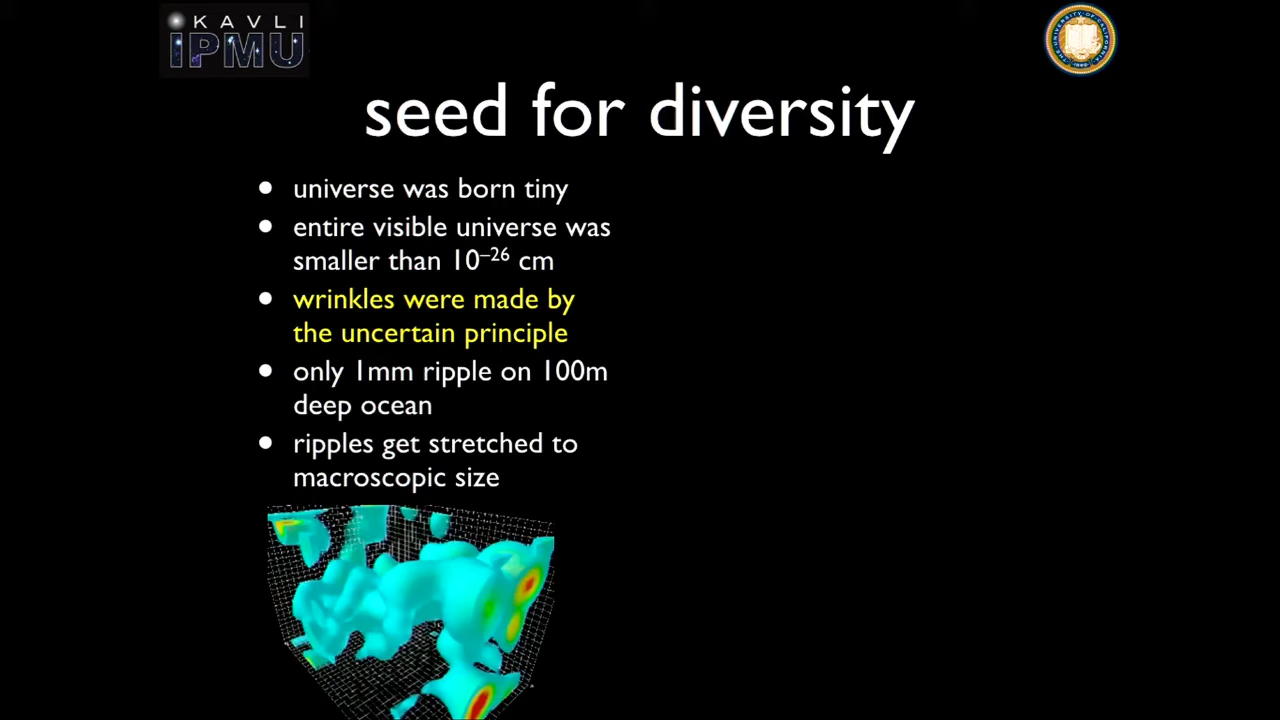 KAVLI
IPMU
seed for diversity
• universe was born tiny
• entire visible universe was
smaller than 10⁻²⁶ cm
• wrinkles were made by
the uncertain principle
• only 1mm ripple on 100m
deep ocean
• ripples get stretched to
macroscopic size